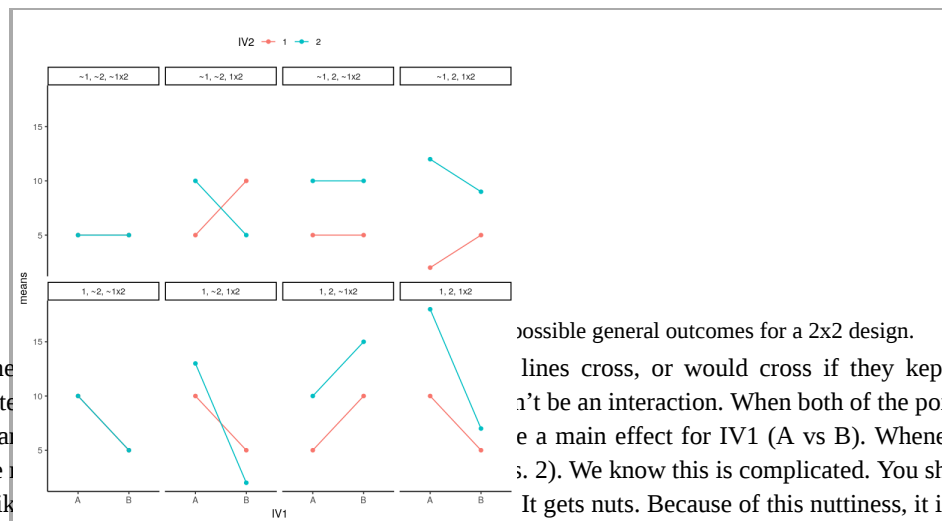 IV2 1 2
~1, ~2, ~1x2 ~1, ~2, 1x2 ~1, 2, ~1x2 ~1, 2, 1x2
15
10
5
means
1, ~2, ~1x2 1, ~2, 1x2 1, 2, ~1x2 1, 2, 1x2
15
10
5
A B A B A B A B
IV1
possible general outcomes for a 2x2 design.
lines cross, or would cross if they kep
n't be an interaction. When both of the po
e a main effect for IV1 (A vs B). Whene
s. 2). We know this is complicated. You sh
It gets nuts. Because of this nuttiness, it i